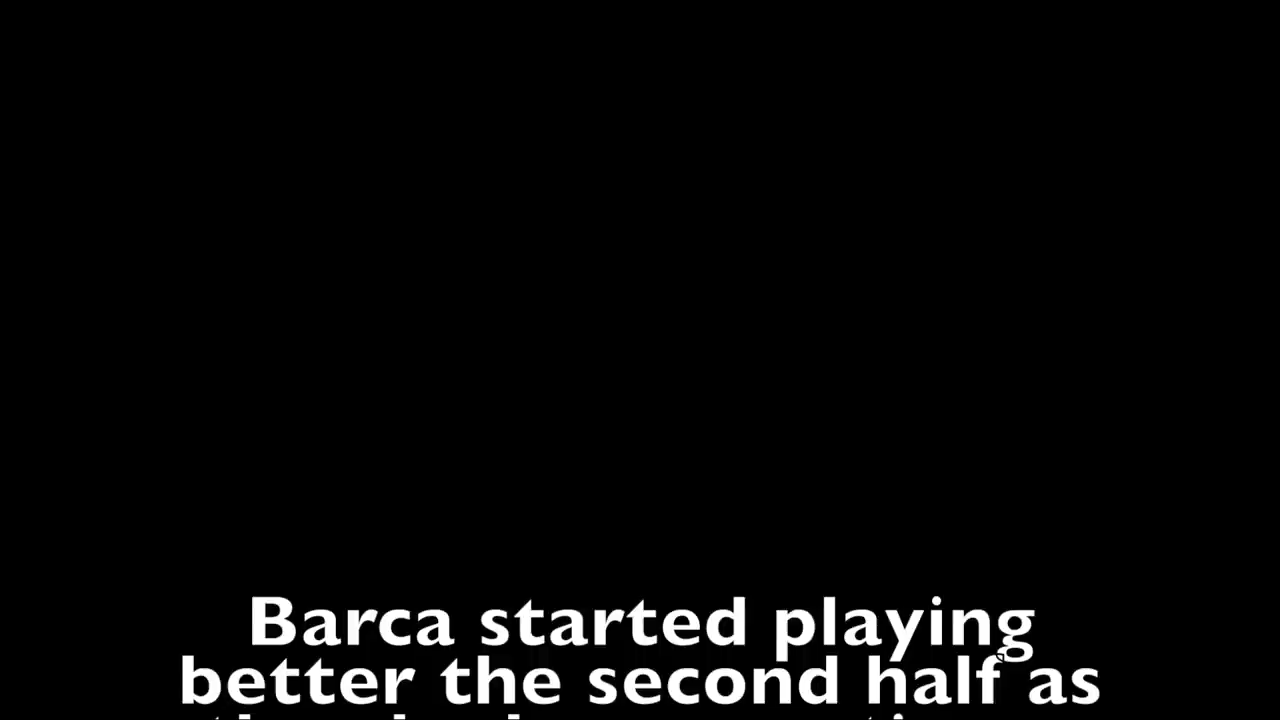 Barca started playing
better the second half as